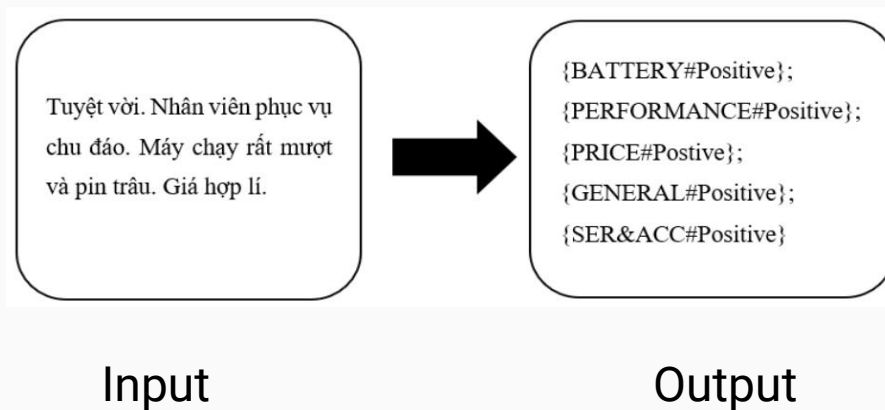 Tuyệt vời. Nhân viên phục vụ
chu đáo. Máy chạy rất mượt
và pin trâu. Giá hợp lí.
{BATTERY#Positive};
{PERFORMANCE#Positive};
{PRICE#Postive};
{GENERAL#Positive};
{SER&ACC#Positive}
Input
Output